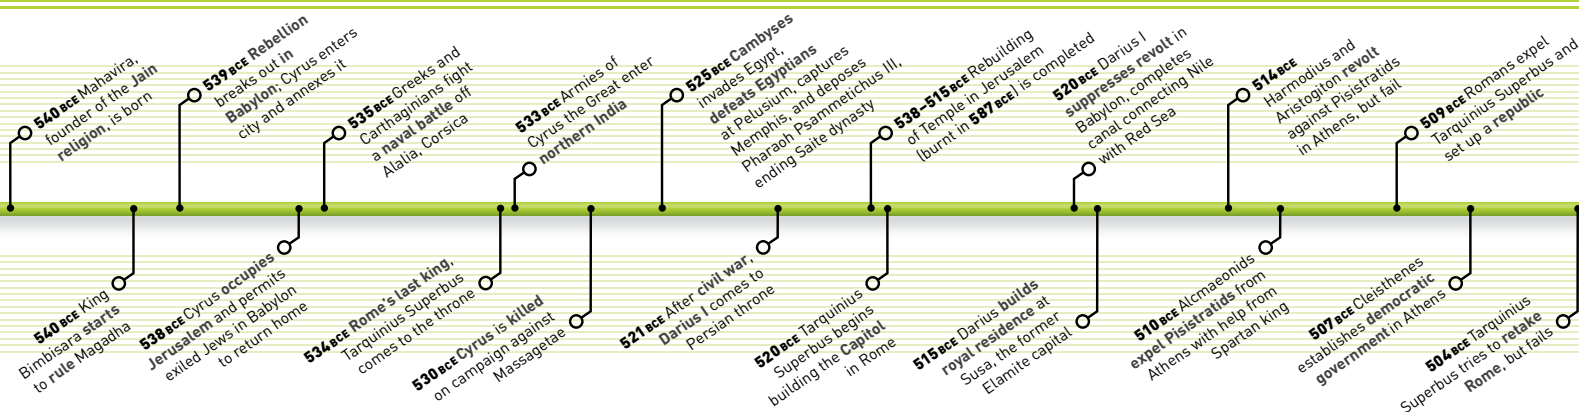 540 BCE Mahavira,
founder of the Jain
religion, is born
540 BCE King
Bimbisara starts
to rule Magadha
539 BCE Rebellion
breaks out in
Babylon; Cyrus enters
city and annexes it
538 BCE Cyrus occupies
Jerusalem and permits
exiled Jews in Babylon
to return home
535 BCE Greeks and
Carthaginians fight
a naval battle off
Alalia, Corsica
534 BCE Rome's last king,
Tarquinius Superbus
comes to the throne
533 BCE Armies of
Cyrus the Great enter
northern India
530 BCE Cyrus is killed
on campaign against
Massagetae
525 BCE Cambyses
invades Egypt,
defeats Egyptians
at Pelusium, captures
Memphis, and deposes
Pharaoh Psammetichus III,
ending Saite dynasty
521 BCE After civil war,
Darius I comes to
Persian throne
538–515 BCE Rebuilding
of Temple in Jerusalem
(burnt in 587 BCE) is completed
520 BCE Tarquinius
Superbus begins
building the Capitol
in Rome
520 BCE Darius I
suppresses revolt in
Babylon, completes
canal connecting Nile
with Red Sea
515 BCE Darius builds
royal residence at
Susa, the former
Elamite capital
514 BCE
Harmodius and
Aristogiton revolt
against Pisistratids
in Athens, but fail
510 BCE Alcmaeonids
expel Pisistratids from
Athens with help from
Spartan king
509 BCE Romans expel
Tarquinius Superbus and
set up a republic
507 BCE Cleisthenes
establishes democratic
government in Athens
504 BCE Tarquinius
Superbus tries to retake
Rome, but fails